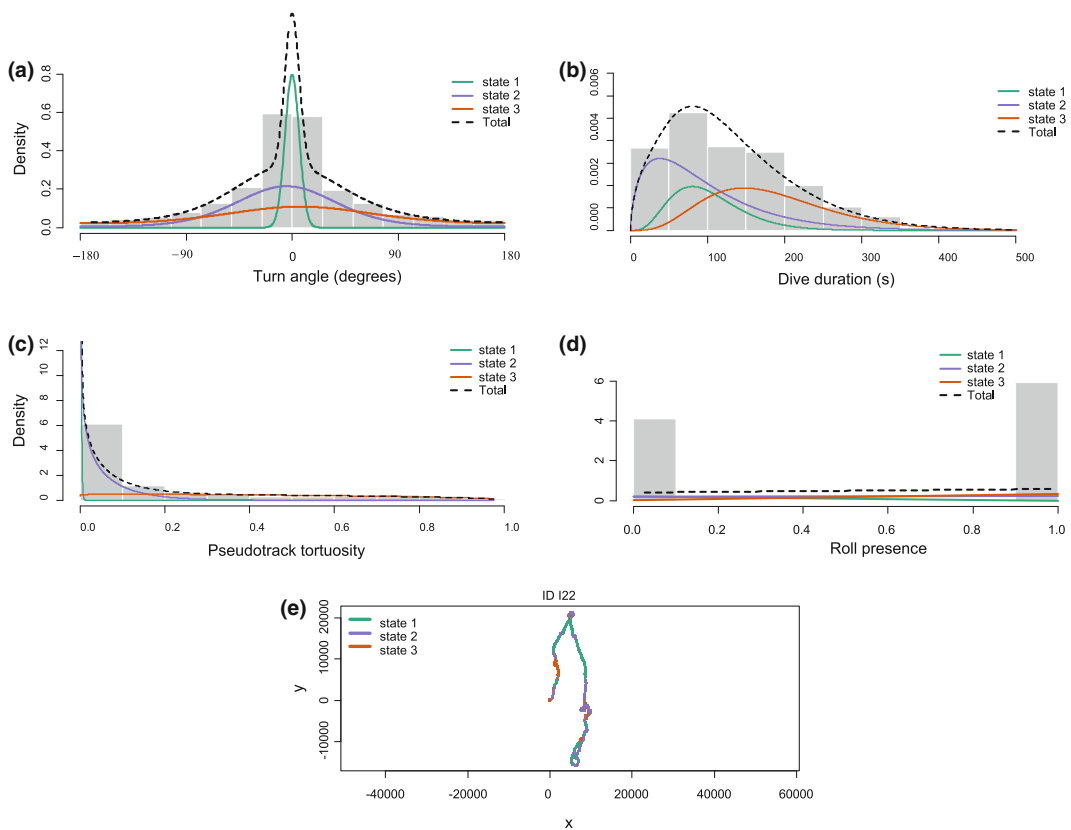 (a)
Density
0.0 0.2 0.4 0.6 0.8
state 1
state 2
state 3
Total
−180 −90 0 90 180
Turn angle (degrees)
(b)
0.000 0.002 0.004 0.006
state 1
state 2
state 3
Total
0 100 200 300 400 500
Dive duration (s)
(c)
Density
0 2 4 6 8 10 12
state 1
state 2
state 3
Total
0.0 0.2 0.4 0.6 0.8 1.0
Pseudotrack tortuosity
(d)
0 2 4 6
state 1
state 2
state 3
Total
0.0 0.2 0.4 0.6 0.8 1.0
Roll presence
(e)
ID I22
y
-10000 0 10000 20000
state 1
state 2
state 3
-40000 -20000 0 20000 40000 60000
x